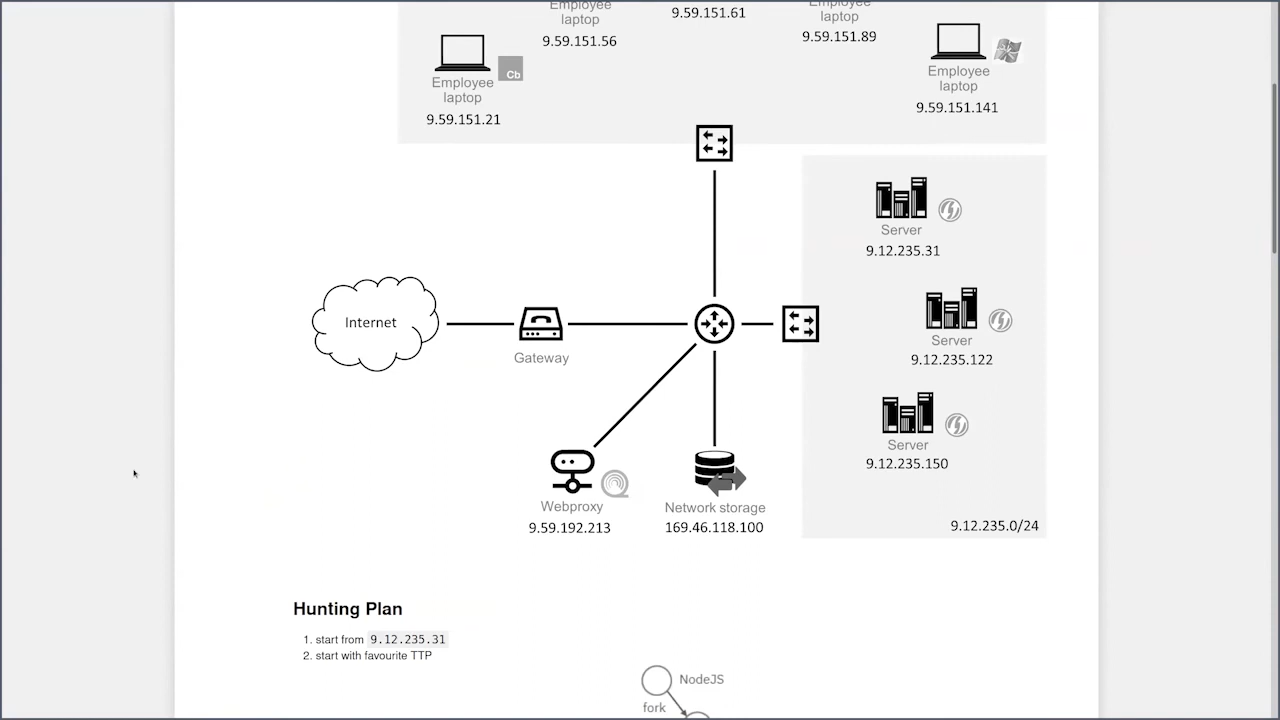 Employee
laptop
9.59.151.56
9.59.151.61
Employee
laptop
9.59.151.89
Cb
Employee
laptop
9.59.151.21
Employee
laptop
9.59.151.141
Server
9.12.235.31
Internet
Gateway
Server
9.12.235.122
Server
9.12.235.150
Webproxy
9.59.192.213
Network storage
169.46.118.100
9.12.235.0/24
Hunting Plan
1. start from 9.12.235.31
2. start with favourite TTP
NodeJS
fork